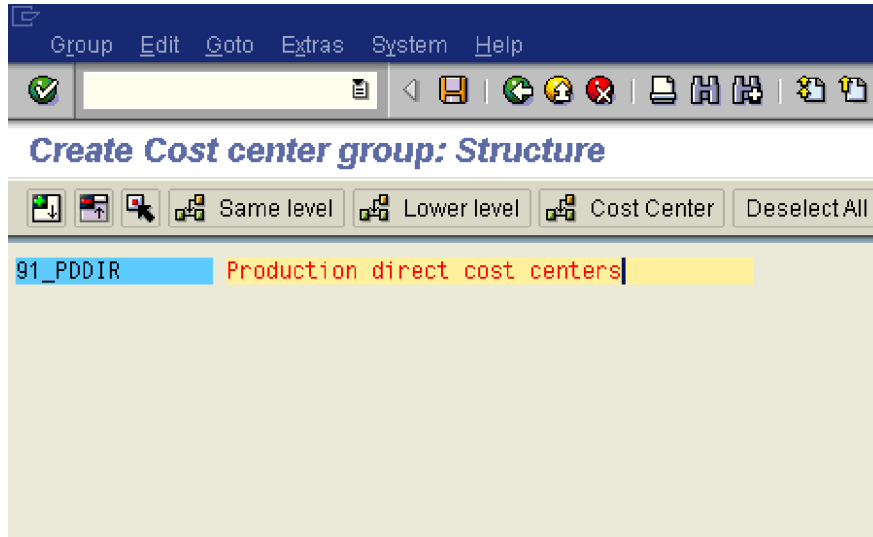 Group Edit Goto Extras System Help
Create Cost center group: Structure
Same level Lower level Cost Center Deselect All
91_PDDIR Production direct cost centers